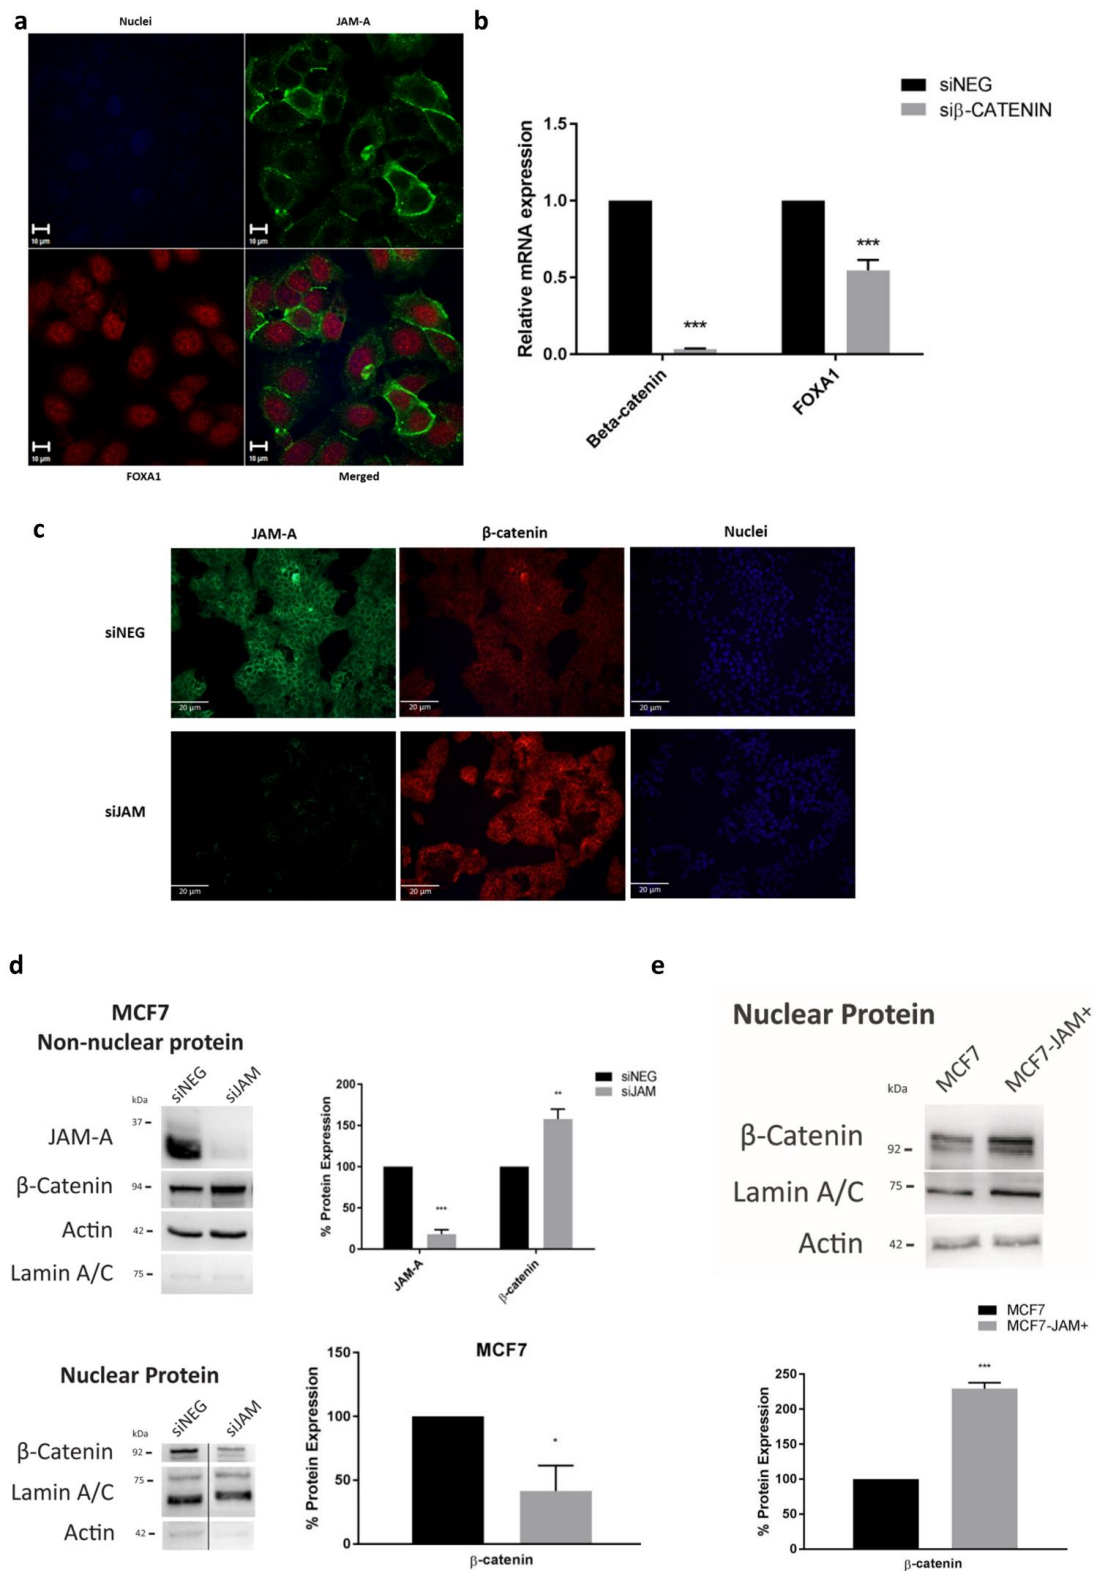 a
Nuclei
JAM-A
10 µm
10 µm
10 µm
10 µm
FOXA1
Merged
b
siNEG
siβ-CATENIN
Relative mRNA expression
1.5
1.0
0.5
0.0
***
***
Beta-catenin
FOXA1
c
JAM-A
β-catenin
Nuclei
siNEG
20 µm
20 µm
20 µm
siJAM
20 µm
20 µm
20 µm
d
MCF7
Non-nuclear protein
siNEG
siJAM
kDa
37
JAM-A
β-Catenin
94
Actin
42
Lamin A/C
75
siNEG
siJAM
% Protein Expression
200
150
100
50
0
***
**
JAM-A
β-catenin
Nuclear Protein
siNEG
siJAM
kDa
β-Catenin
92
75
Lamin A/C
Actin
42
MCF7
% Protein Expression
150
100
50
0
*
β-catenin
e
Nuclear Protein
MCF7
MCF7-JAM+
kDa
β-Catenin
92
Lamin A/C
75
Actin
42
MCF7
MCF7-JAM+
% Protein Expression
250
200
150
100
50
0
***
β-catenin